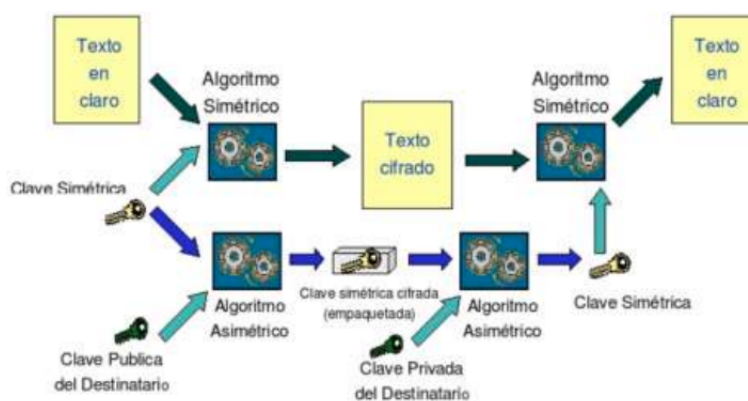 Texto
en
claro
Algoritmo
Simétrico
Texto
cifrado
Algoritmo
Simétrico
Texto
en
claro
Clave Simétrica
Algoritmo
Asimétrico
Clave simétrica cifrada
(empaquetada)
Algoritmo
Asimétrico
Clave Simétrica
Clave Publica
del Destinatario
Clave Privada
del Destinatario